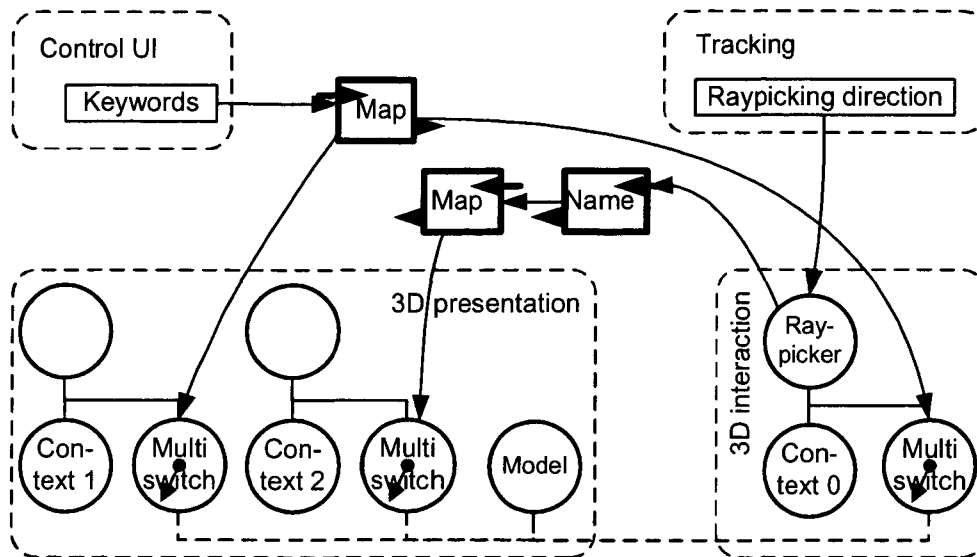 Control UI
Keywords
Map
Tracking
Raypicking direction
Map
Name
3D presentation
3D interaction
Ray-
picker
Con-
text 1
Multi
switch
Con-
text 2
Multi
switch
Model
Con-
text 0
Multi
switch